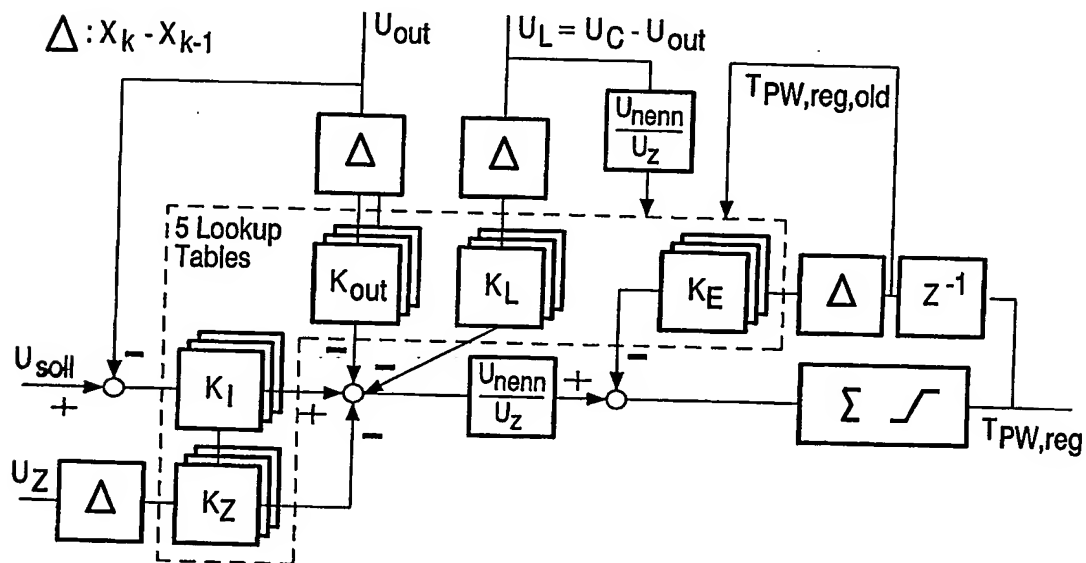 Δ : X_k - X_{k-1}
U_out
U_L = U_C - U_out
T_PW,reg,old
U_nenn
U_z
Δ
Δ
5 Lookup
Tables
K_out
K_L
K_E
Δ
Z^{-1}
−
−
−
−
U_soll
+
K_I
+
U_nenn
U_z
+
Σ
T_PW,reg
−
U_Z
Δ
K_Z